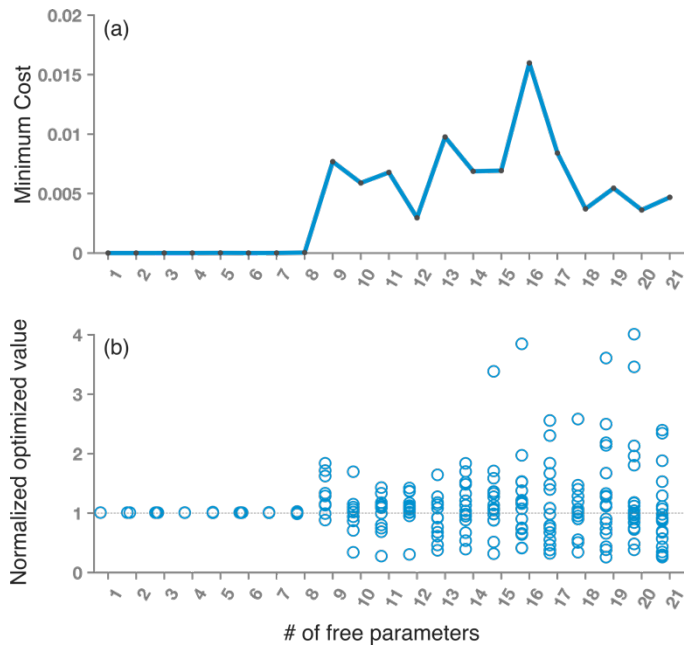 (a)
Minimum Cost
0.02
0.015
0.01
0.005
0
1 2 3 4 5 6 7 8 9 10 11 12 13 14 15 16 17 18 19 20 21
(b)
Normalized optimized value
4
3
2
1
0
1 2 3 4 5 6 7 8 9 10 11 12 13 14 15 16 17 18 19 20 21
# of free parameters